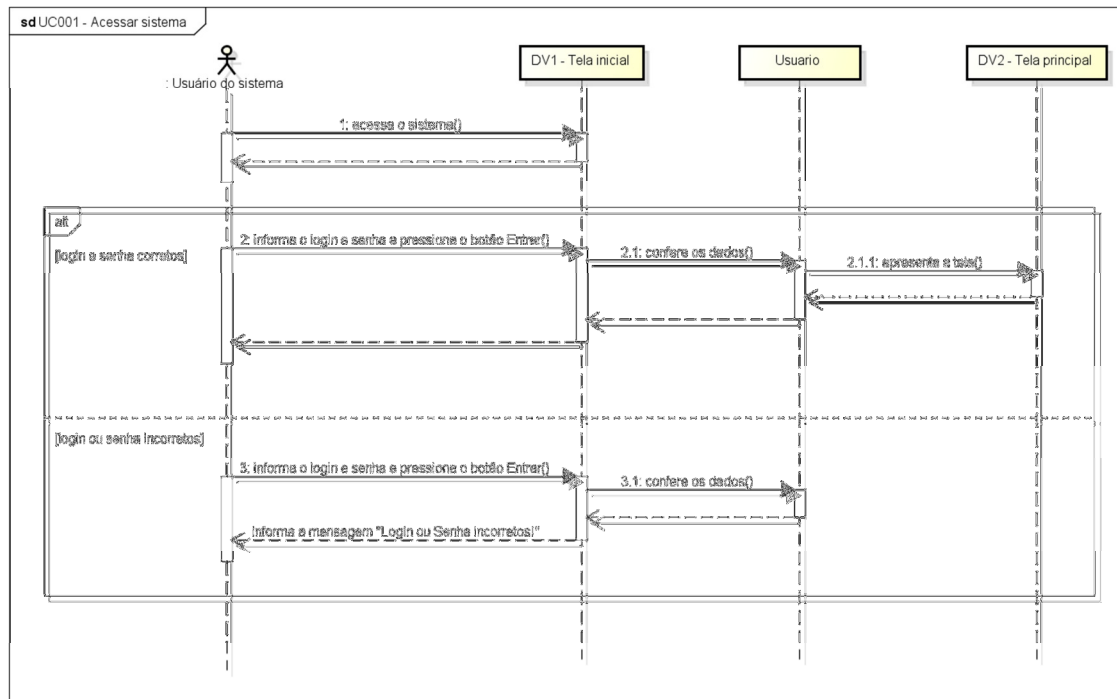 sd UC001 - Acessar sistema
: Usuário do sistema
DV1 - Tela inicial
Usuario
DV2 - Tela principal
1: acessa o sistema()
alt
[login e senha corretos]
2: informa o login e senha e pressiona o botão Entrar()
2.1: confere os dados()
2.1.1: apresenta a tela()
[login ou senha incorretos]
3: informa o login e senha e pressiona o botão Entrar()
3.1: confere os dados()
informa a mensagem "Login ou Senha incorretos!"